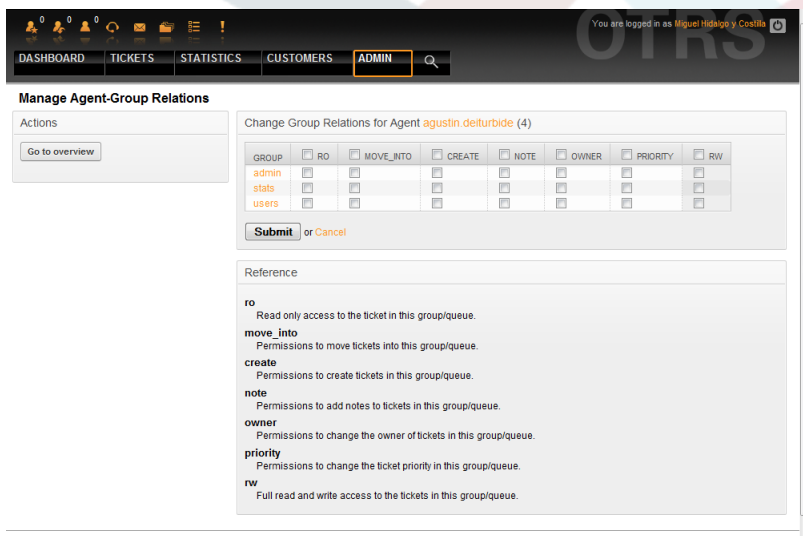 0 0 0
You are logged in as Miguel Hidalgo y Costilla
OTRS
DASHBOARD TICKETS STATISTICS CUSTOMERS ADMIN
Manage Agent-Group Relations
Actions
Go to overview
Change Group Relations for Agent agustin.deiturbide (4)
GROUP RO MOVE_INTO CREATE NOTE OWNER PRIORITY RW
admin
stats
users
Submit or Cancel
Reference
ro
Read only access to the ticket in this group/queue.
move_into
Permissions to move tickets into this group/queue.
create
Permissions to create tickets in this group/queue.
note
Permissions to add notes to tickets in this group/queue.
owner
Permissions to change the owner of tickets in this group/queue.
priority
Permissions to change the ticket priority in this group/queue.
rw
Full read and write access to the tickets in this group/queue.